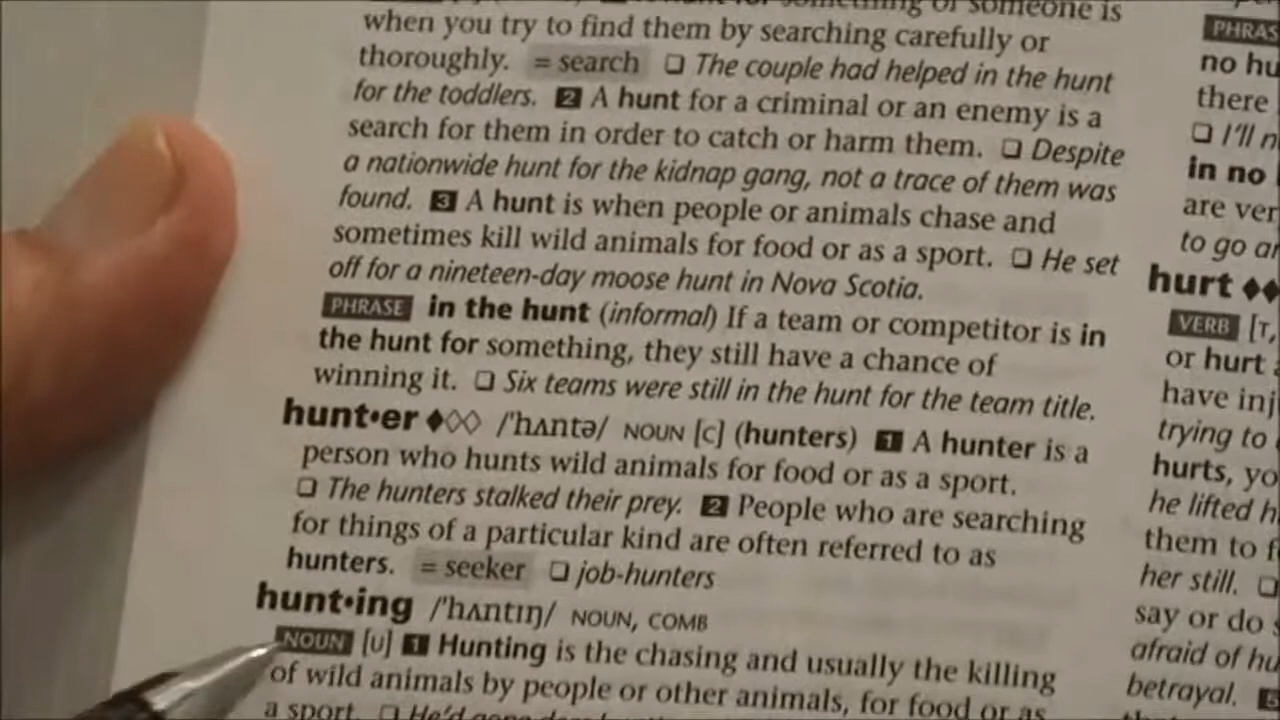 something or someone is
when you try to find them by searching carefully or
thoroughly. = search ❑ The couple had helped in the hunt
for the toddlers. 2 A hunt for a criminal or an enemy is a
search for them in order to catch or harm them. ❑ Despite
a nationwide hunt for the kidnap gang, not a trace of them was
found. 3 A hunt is when people or animals chase and
sometimes kill wild animals for food or as a sport. ❑ He set
off for a nineteen-day moose hunt in Nova Scotia.
PHRASE in the hunt (informal) If a team or competitor is in
the hunt for something, they still have a chance of
winning it. ❑ Six teams were still in the hunt for the team title.
hunt•er ◆◇◇ /ˈhʌntə/ NOUN [C] (hunters) 1 A hunter is a
person who hunts wild animals for food or as a sport.
❑ The hunters stalked their prey. 2 People who are searching
for things of a particular kind are often referred to as
hunters. = seeker ❑ job-hunters
hunt•ing /ˈhʌntɪŋ/ NOUN, COMB
NOUN [U] 1 Hunting is the chasing and usually the killing
of wild animals by people or other animals, for food or as
a sport. ❑ He'd gone
PHRAS
no hu
there
❑ I'll n
in no
are ver
to go ar
hurt ◆◆
VERB [T,
or hurt
have inj
trying to
hurts, yo
he lifted h
them to f
her still. ❑
say or do s
afraid of hu
betrayal.